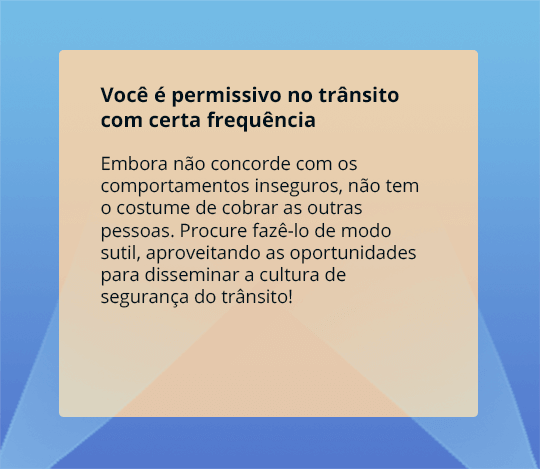 Você é permissivo no trânsito
com certa frequência
Embora não concorde com os
comportamentos inseguros, não tem
o costume de cobrar as outras
pessoas. Procure fazê-lo de modo
sutil, aproveitando as oportunidades
para disseminar a cultura de
segurança do trânsito!